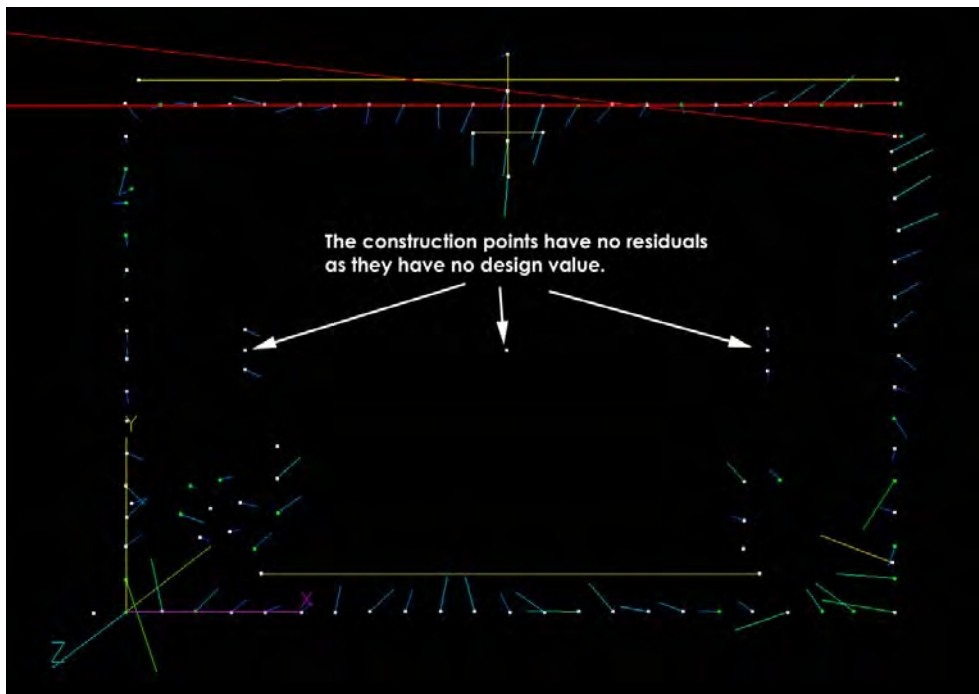 The construction points have no residuals
as they have no design value.
Y
X
Z